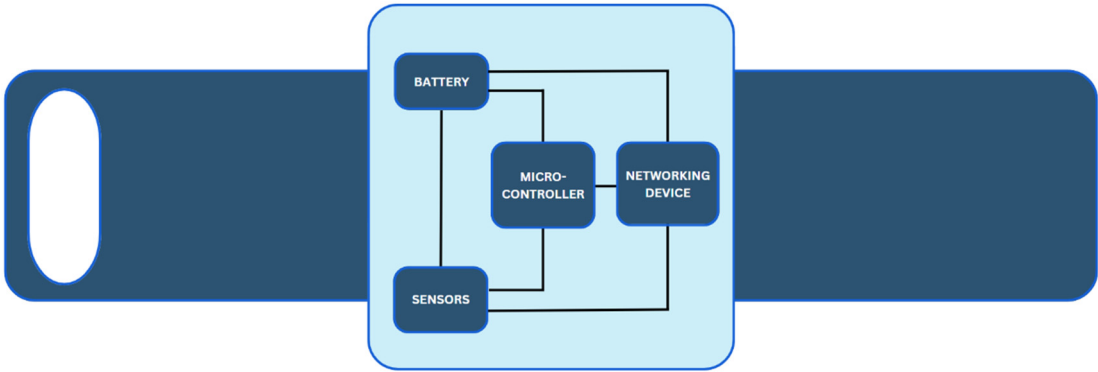 BATTERY
MICRO-
CONTROLLER
NETWORKING
DEVICE
SENSORS